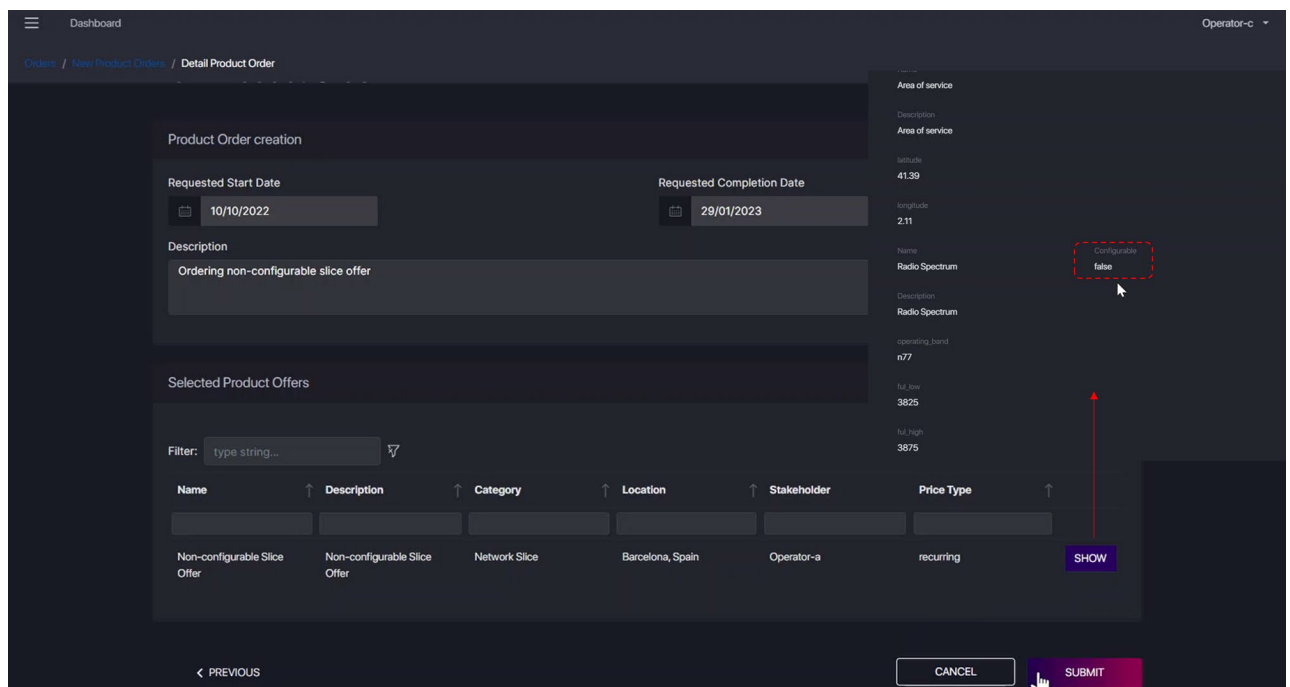 Dashboard
Operator-c
Orders / New Product Orders / Detail Product Order
Product Order creation
Requested Start Date
Requested Completion Date
10/10/2022
29/01/2023
Description
Ordering non-configurable slice offer
Area of service
Description
Area of service
latitude
41.39
longitude
2.11
Name
Configurable
Radio Spectrum
false
Description
Radio Spectrum
operating_band
n77
ful_low
3825
ful_high
3875
Selected Product Offers
Filter:
type string...
Name
Description
Category
Location
Stakeholder
Price Type
Non-configurable Slice
Offer
Non-configurable Slice
Offer
Network Slice
Barcelona, Spain
Operator-a
recurring
SHOW
PREVIOUS
CANCEL
SUBMIT